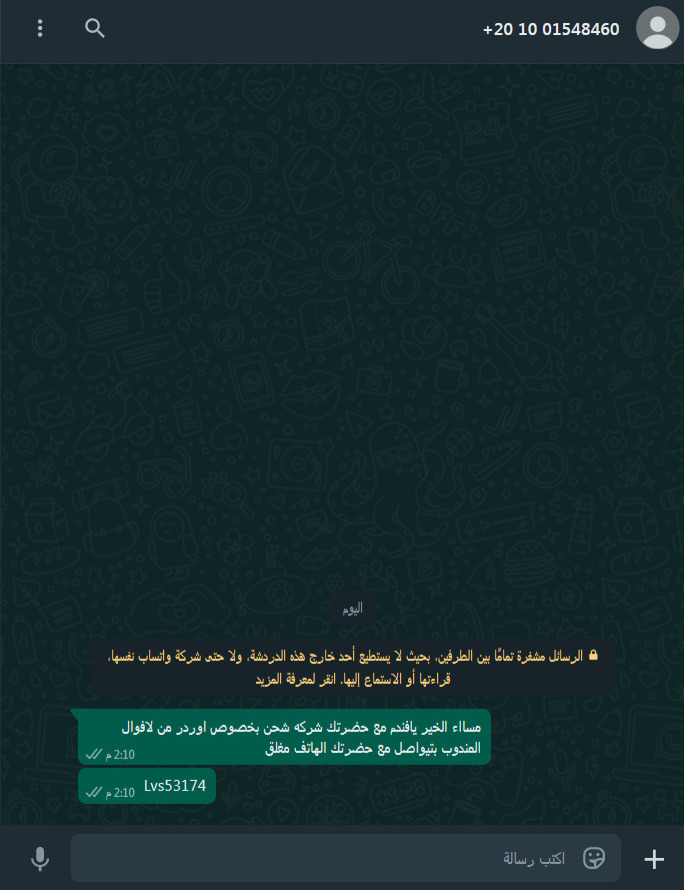 +20 10 01548460
اليوم
الرسائل مشفرة تمامًا بين الطرفين، بحيث لا يستطيع أحد خارج هذه الدردشة، ولا حتى شركة واتساب نفسها،
قراءتها أو الاستماع إليها. انقر لمعرفة المزيد
مسااء الخير يافندم مع حضرتك شركه شحن بخصوص اوردر من لافوال
المندوب بتيواصل مع حضرتك الهاتف مغلق
2:10 م
Lvs53174
2:10 م
اكتب رسالة